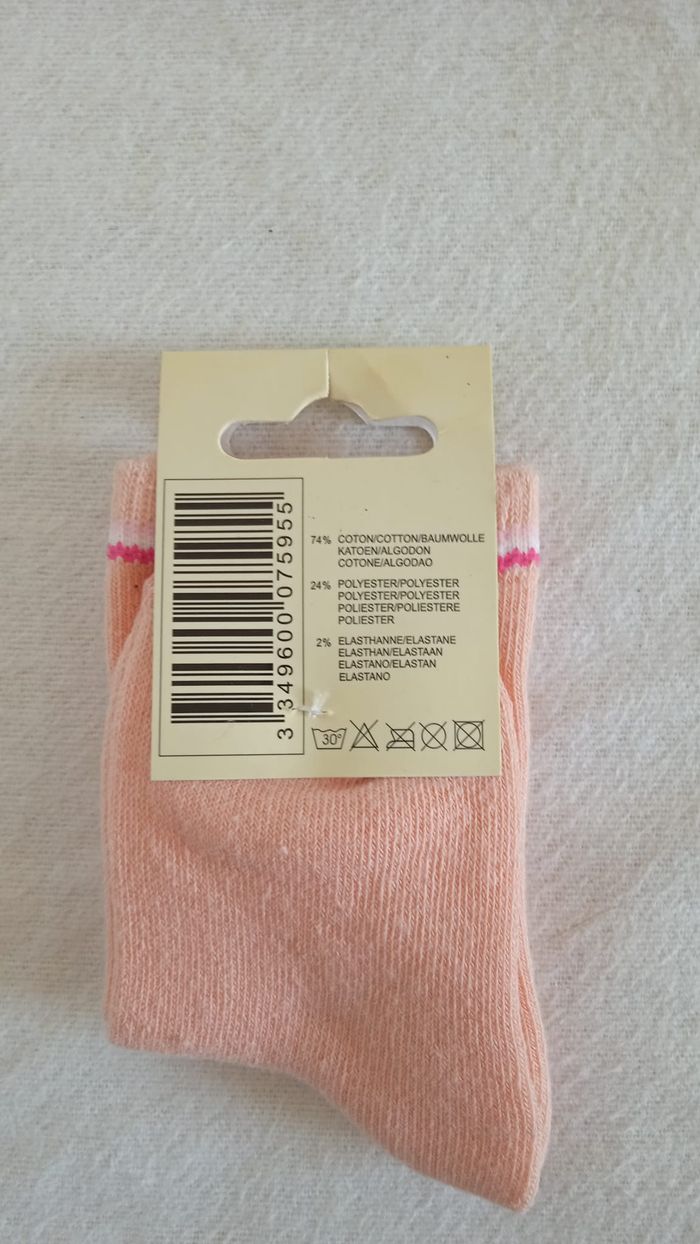 3 349600 075955
74% COTON/COTTON/BAUMWOLLE
KATOEN/ALGODON
COTONE/ALGODAO
24% POLYESTER/POLYESTER
POLYESTER/POLYESTER
POLIESTER/POLIESTERE
POLIESTER
2% ELASTHANNE/ELASTANE
ELASTHAN/ELASTAAN
ELASTANO/ELASTAN
ELASTANO
30°